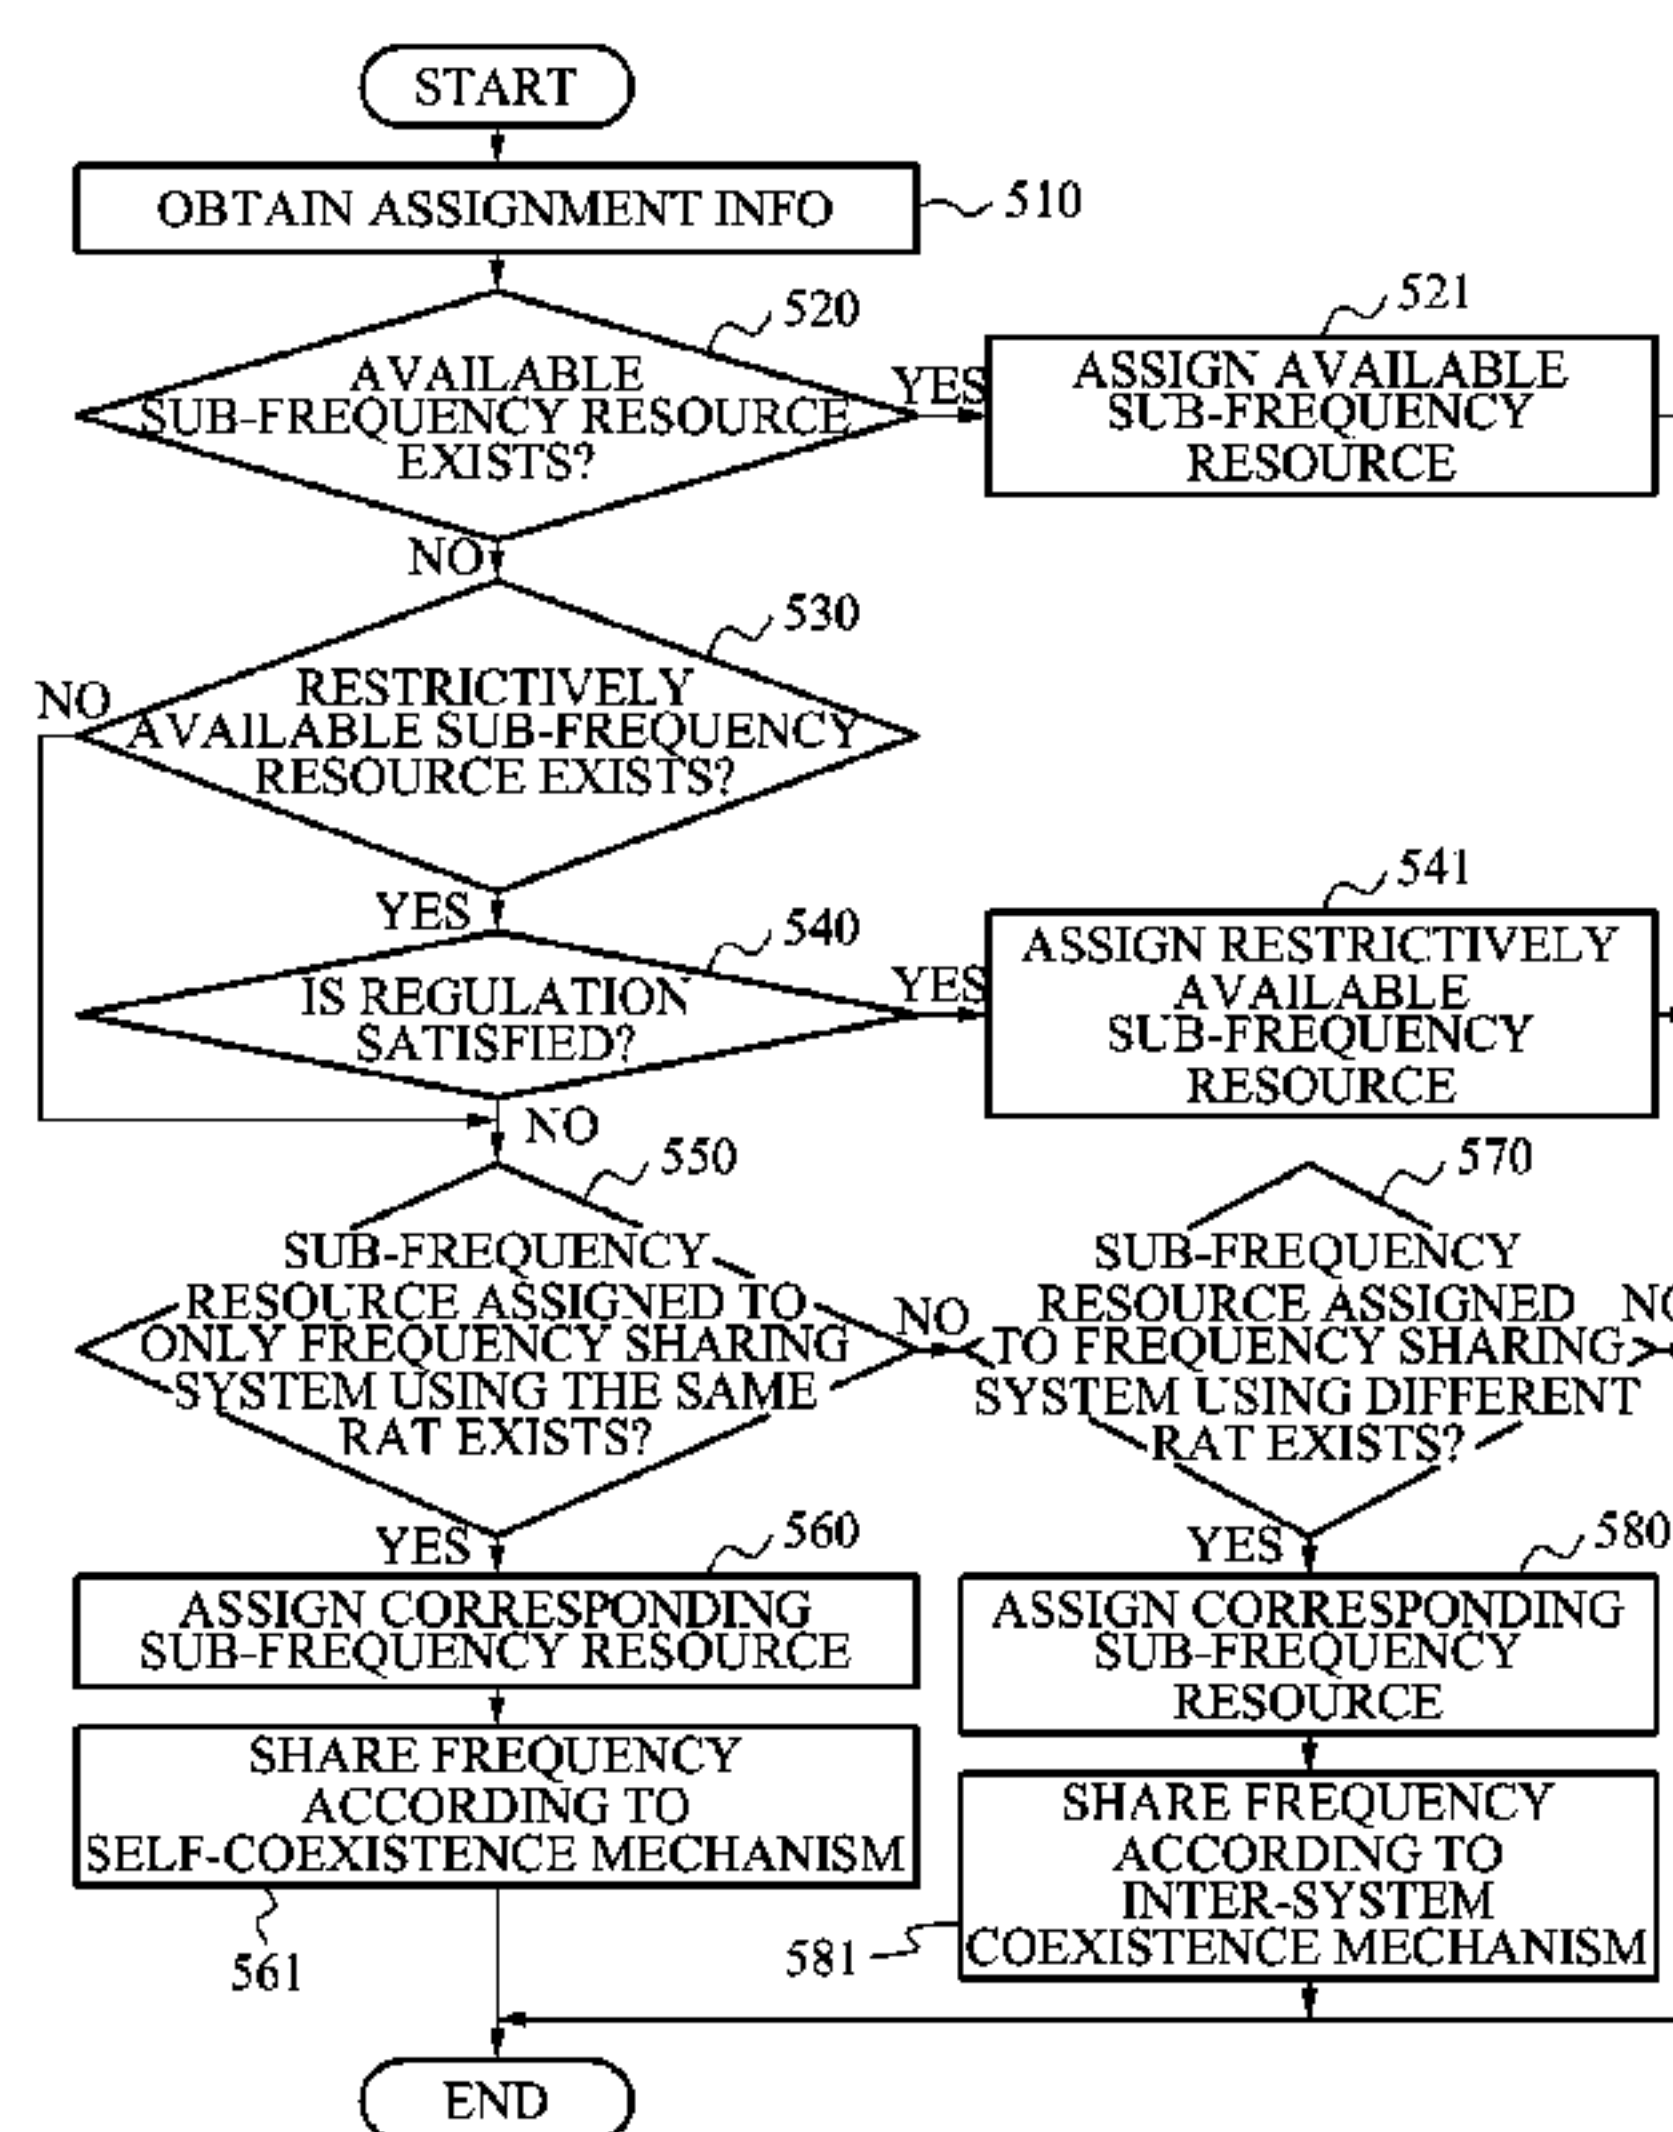 START
OBTAIN ASSIGNMENT INFO
510
520
AVAILABLE
SUB-FREQUENCY RESOURCE
EXISTS?
YES
521
ASSIGN AVAILABLE
SUB-FREQUENCY
RESOURCE
NO
530
RESTRICTIVELY
AVAILABLE SUB-FREQUENCY
RESOURCE EXISTS?
NO
YES
540
IS REGULATION
SATISFIED?
YES
541
ASSIGN RESTRICTIVELY
AVAILABLE
SUB-FREQUENCY
RESOURCE
NO
550
SUB-FREQUENCY
RESOURCE ASSIGNED TO
ONLY FREQUENCY SHARING
SYSTEM USING THE SAME
RAT EXISTS?
NO
570
SUB-FREQUENCY
RESOURCE ASSIGNED
TO FREQUENCY SHARING
SYSTEM USING DIFFERENT
RAT EXISTS?
NO
YES
560
ASSIGN CORRESPONDING
SUB-FREQUENCY RESOURCE
SHARE FREQUENCY
ACCORDING TO
SELF-COEXISTENCE MECHANISM
561
YES
580
ASSIGN CORRESPONDING
SUB-FREQUENCY
RESOURCE
SHARE FREQUENCY
ACCORDING TO
INTER-SYSTEM
COEXISTENCE MECHANISM
581
END